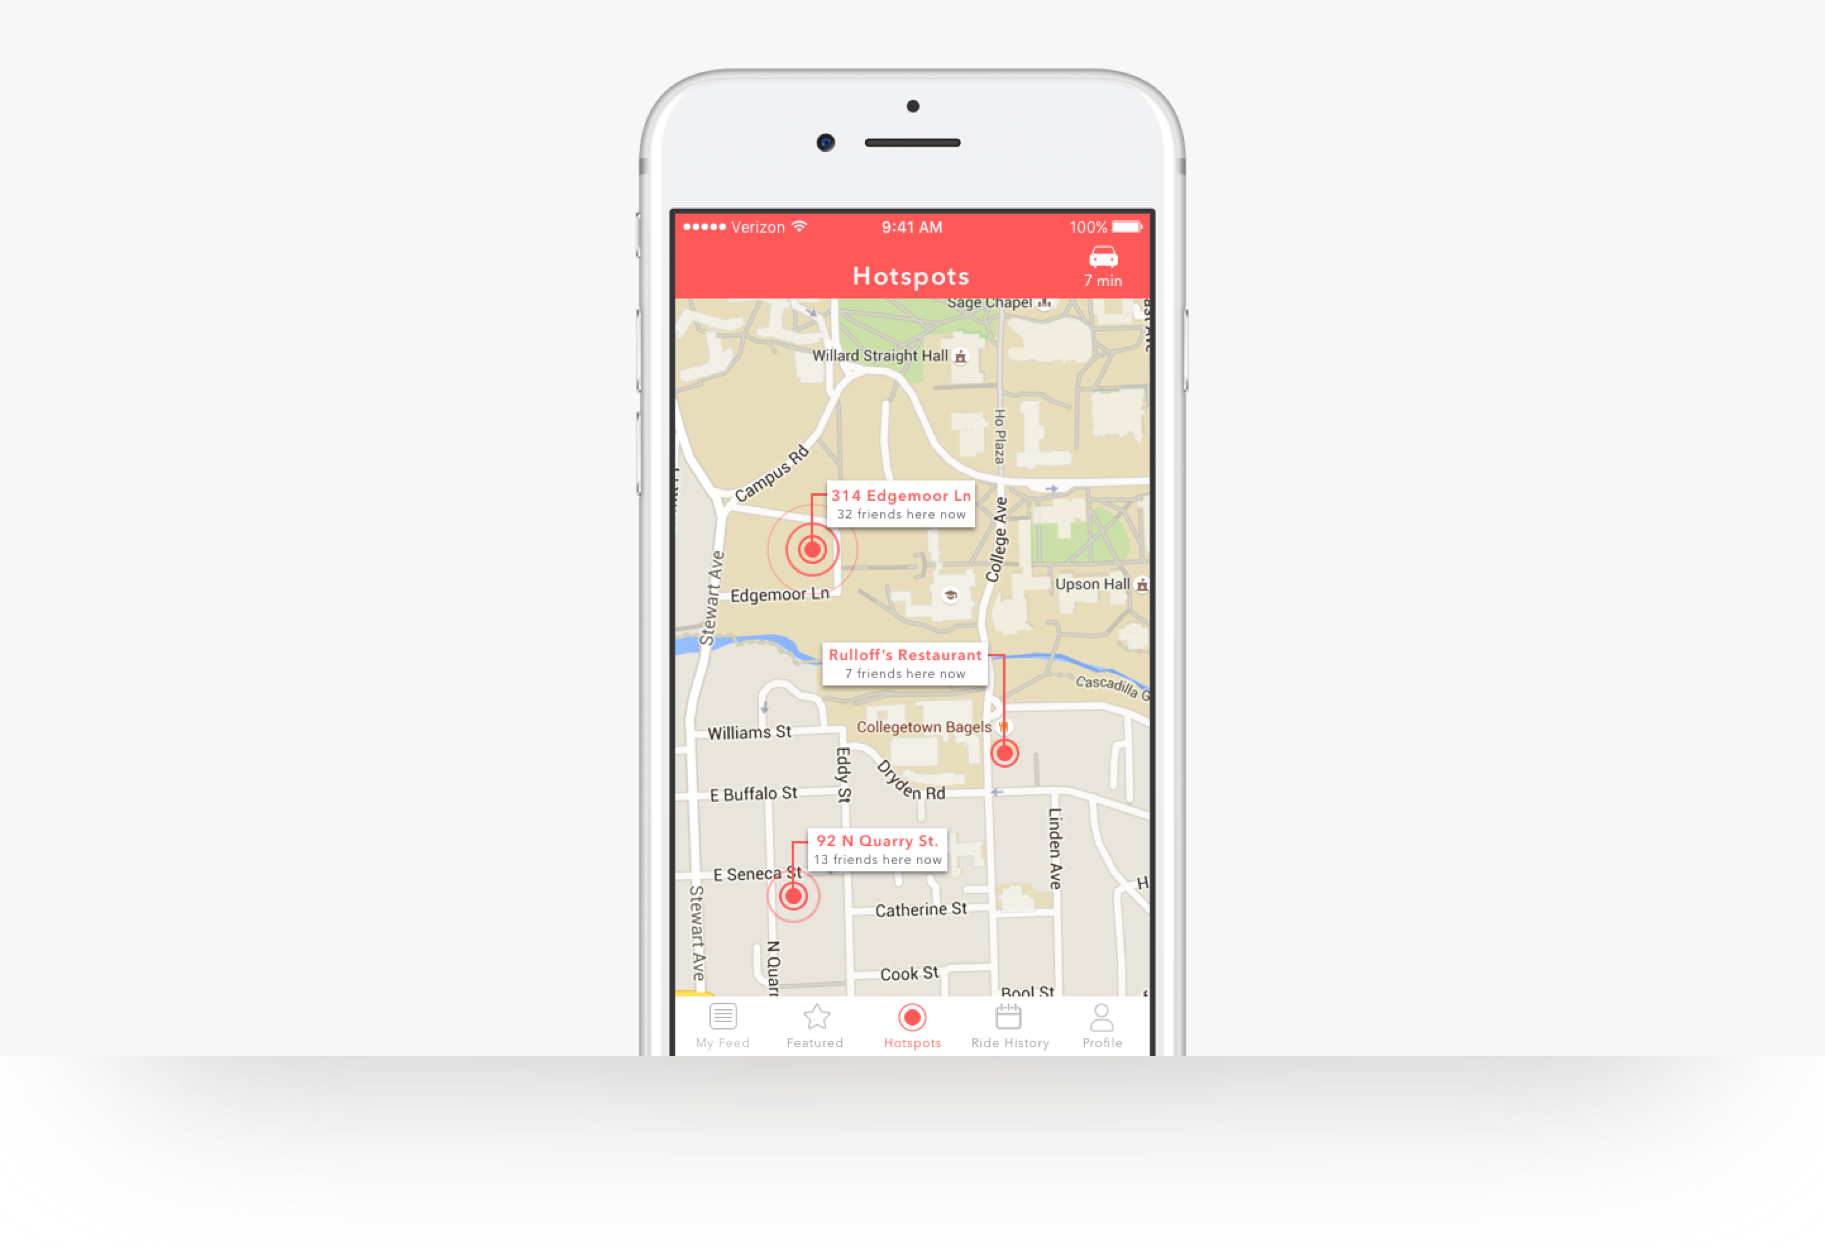 Verizon
9:41 AM
100%
Hotspots
7 min
Sage Chapel
Willard Straight Hall
Ho Plaza
Campus Rd
314 Edgemoor Ln
32 friends here now
College Ave
Stewart Ave
Upson Hall
Edgemoor Ln
Rulloff's Restaurant
7 friends here now
Cascadilla G
Collegetown Bagels
Williams St
Eddy St
Dryden Rd
E Buffalo St
Linden Ave
92 N Quarry St.
13 friends here now
E Seneca St
Stewart Ave
Catherine St
H
N Quarr
Cook St
Bool St
My Feed
Featured
Hotspots
Ride History
Profile